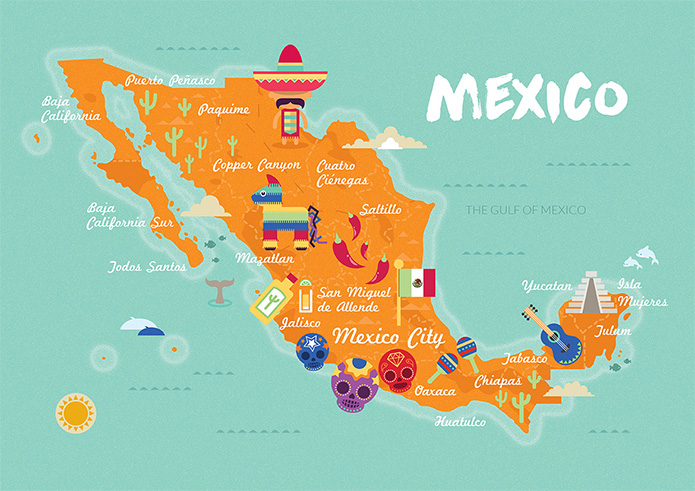 MEXICO
Puerto Peñasco
Baja
California
Paquime
Copper Canyon
Cuatro
Ciénegas
Baja
California Sur
Saltillo
THE GULF OF MEXICO
Todos Santos
Mazatlan
San Miquel
de Allende
Yucatan
Isla
Mujeres
Jalisco
Mexico City
Tulum
Tabasco
Chiapas
Oaxaca
Huatulco